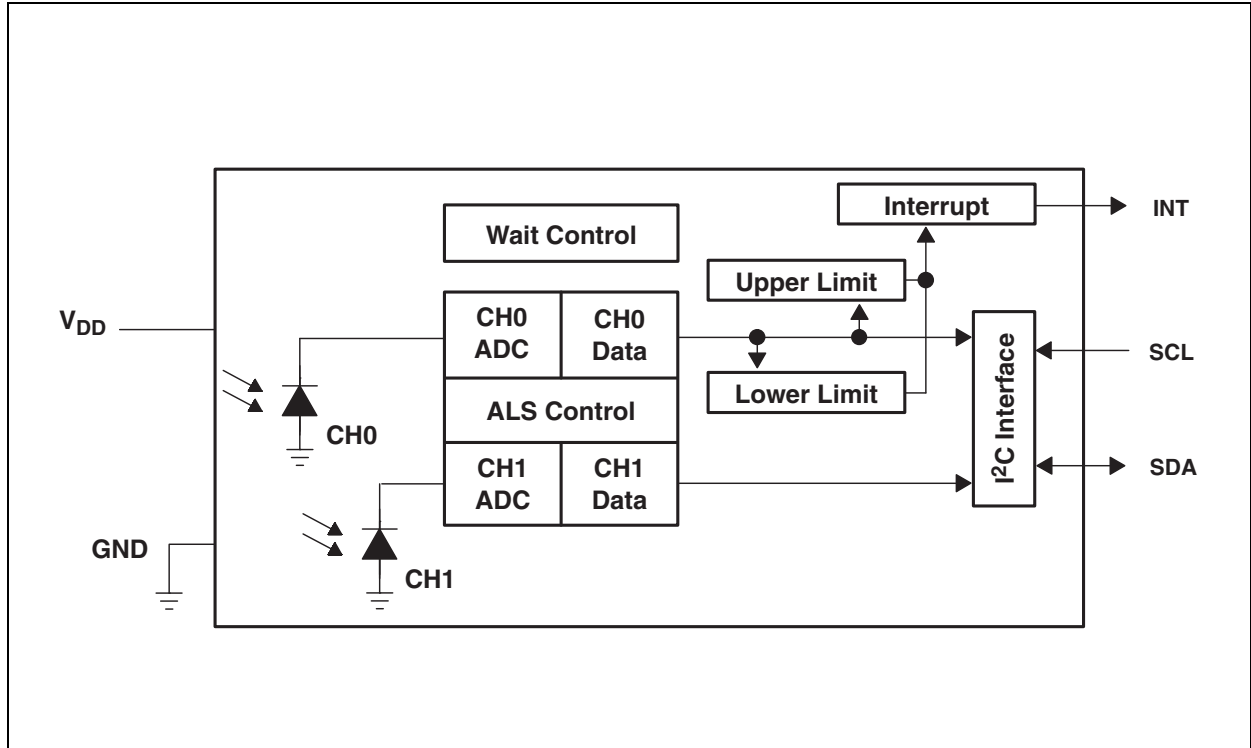 Interrupt
INT
Wait Control
Upper Limit
VDD
CH0
ADC
CH0
Data
Lower Limit
I2C Interface
SCL
ALS Control
CH0
CH1
ADC
CH1
Data
SDA
GND
CH1